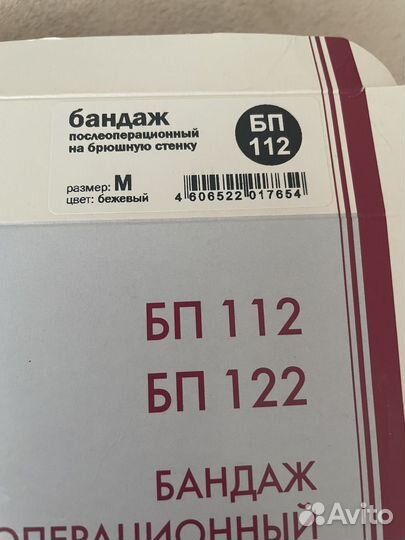 бандаж
послеоперационный
на брюшную стенку
БП
112
размер: M
цвет: бежевый
4 606522 017654
БП 112
БП 122
БАНДАЖ
ОПЕРАЦИОННЫЙ
Avito